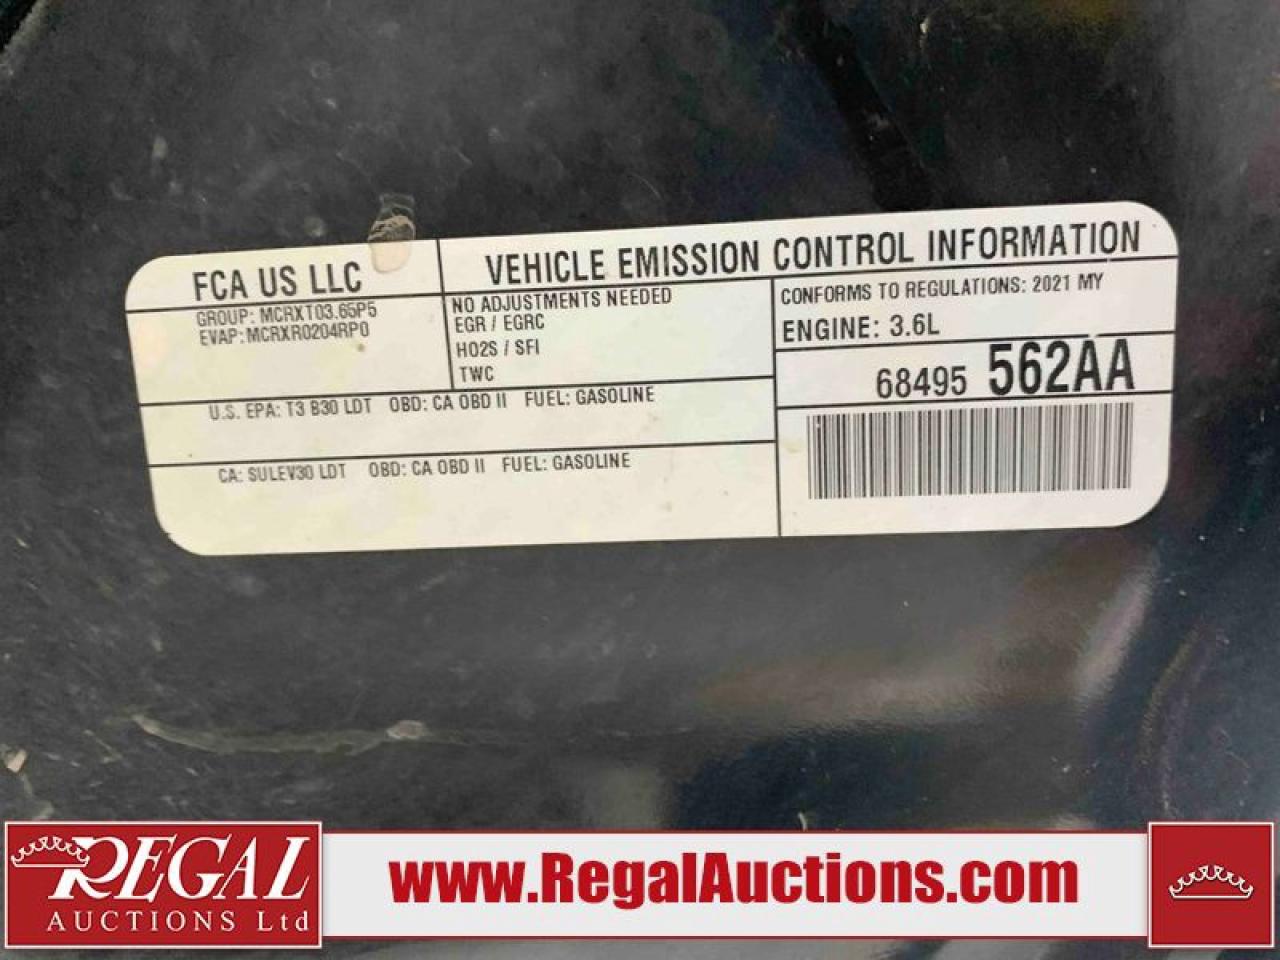 FCA US LLC
VEHICLE EMISSION CONTROL INFORMATION
GROUP: MCRXT03.65P5
EVAP: MCRXR0204RP0
NO ADJUSTMENTS NEEDED
EGR / EGRC
HO2S / SFI
TWC
CONFORMS TO REGULATIONS: 2021 MY
ENGINE: 3.6L
68495 562AA
U.S. EPA: T3 B30 LDT OBD: CA OBD II FUEL: GASOLINE
CA: SULEV30 LDT OBD: CA OBD II FUEL: GASOLINE
REGAL
AUCTIONS Ltd
www.RegalAuctions.com